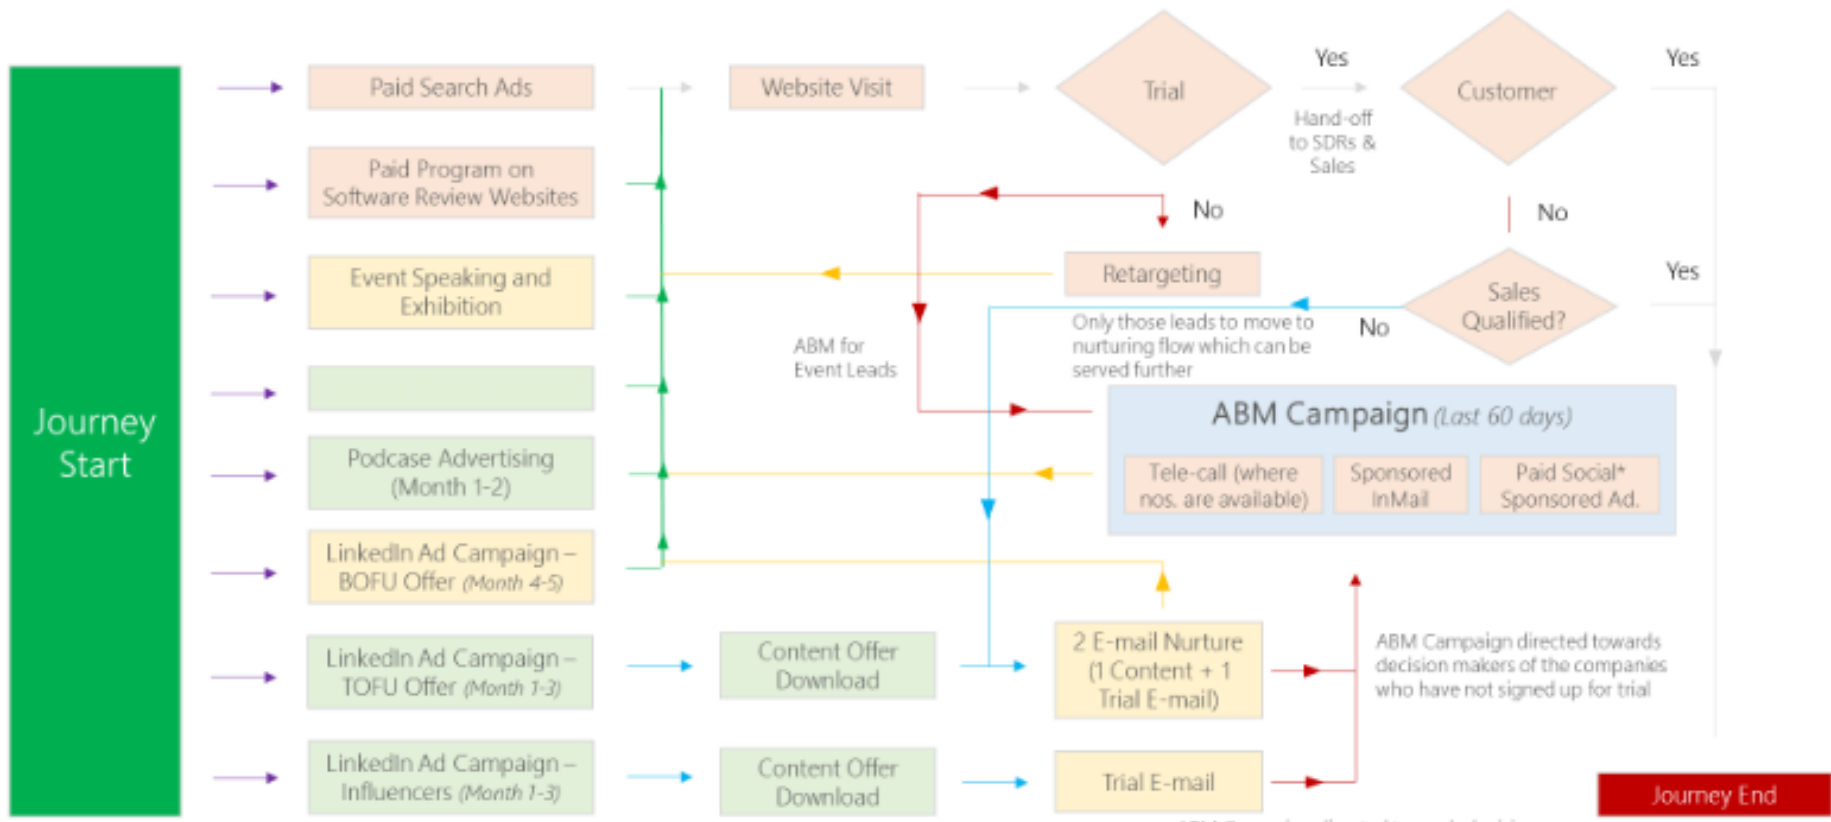 Journey
Start
Paid Search Ads
Paid Program on
Software Review Websites
Event Speaking and
Exhibition
Podcase Advertising
(Month 1-2)
LinkedIn Ad Campaign –
BOFU Offer (Month 4-5)
LinkedIn Ad Campaign –
TOFU Offer (Month 1-3)
LinkedIn Ad Campaign –
Influencers (Month 1-3)
Website Visit
Trial
Yes
Hand-off
to SDRs &
Sales
Customer
Yes
No
No
Retargeting
Sales
Qualified?
Yes
No
Only those leads to move to
nurturing flow which can be
served further
ABM for
Event Leads
ABM Campaign (Last 60 days)
Tele-call (where
nos. are available)
Sponsored
InMail
Paid Social*
Sponsored Ad.
Content Offer
Download
2 E-mail Nurture
(1 Content + 1
Trial E-mail)
ABM Campaign directed towards
decision makers of the companies
who have not signed up for trial
Content Offer
Download
Trial E-mail
Journey End